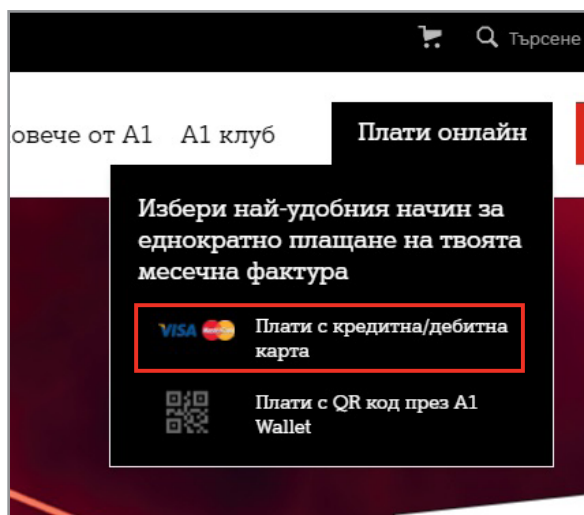 Търсене
овече от А1 А1 клуб Плати онлайн
Избери най-удобния начин за
еднократно плащане на твоята
месечна фактура
VISA MasterCard Плати с кредитна/дебитна
карта
Плати с QR код през А1
Wallet